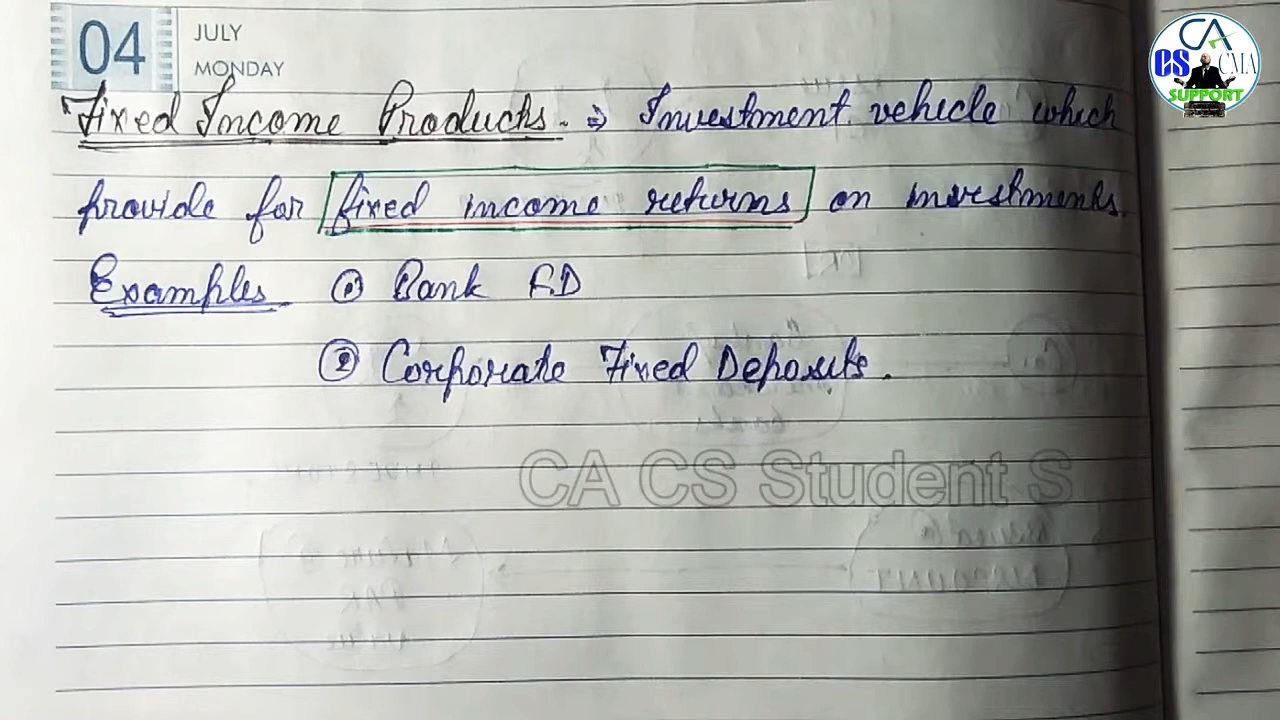 04 JULY
MONDAY
Fixed Income Products. ⇒ Investment vehicle which
provide for fixed income returns on investments.
Examples ① Bank F.D
② Corporate Fixed Deposits.
CA CS Student S
CA
CS CMA
SUPPORT